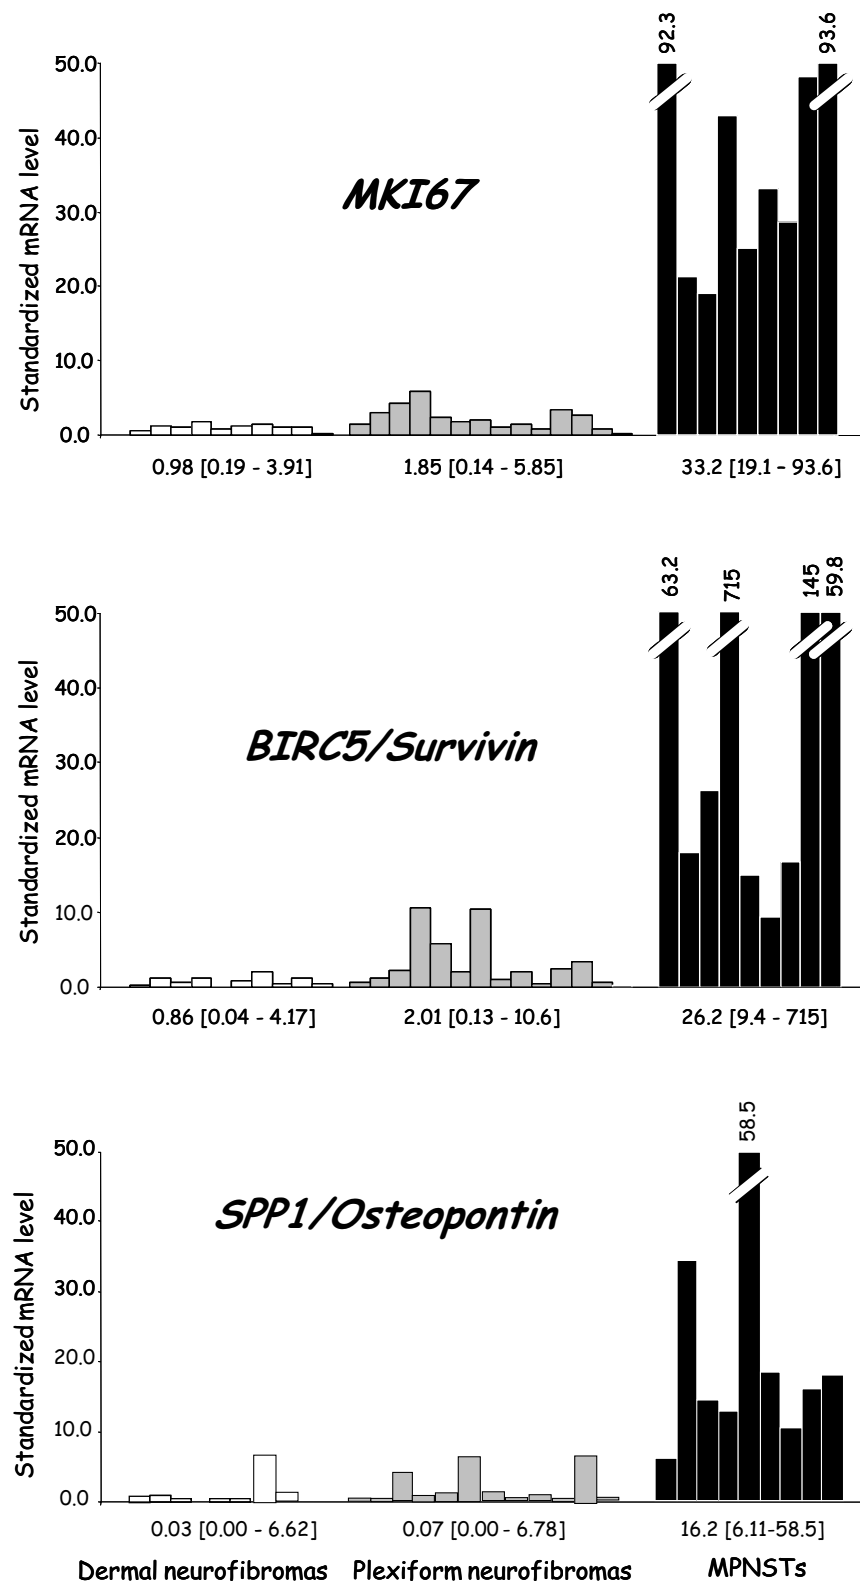 92.3
93.6
Standardized mRNA level
50.0
40.0
30.0
20.0
10.0
0.0
MKI67
0.98 [0.19 - 3.91]
1.85 [0.14 - 5.85]
33.2 [19.1 - 93.6]
63.2
715
145
59.8
Standardized mRNA level
50.0
40.0
30.0
20.0
10.0
0.0
BIRC5/Survivin
0.86 [0.04 - 4.17]
2.01 [0.13 - 10.6]
26.2 [9.4 - 715]
58.5
Standardized mRNA level
50.0
40.0
30.0
20.0
10.0
0.0
SPP1/Osteopontin
0.03 [0.00 - 6.62]
0.07 [0.00 - 6.78]
16.2 [6.11-58.5]
Dermal neurofibromas
Plexiform neurofibromas
MPNSTs